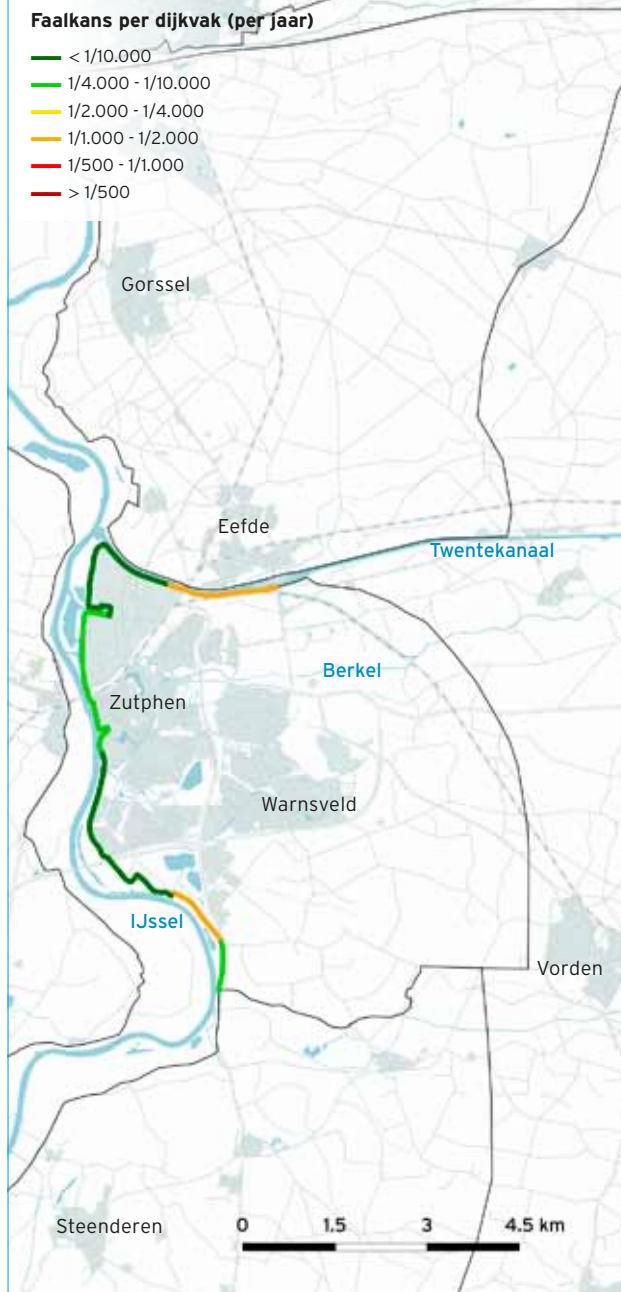 Faalkans per dijkvak (per jaar)
< 1/10.000
1/4.000 - 1/10.000
1/2.000 - 1/4.000
1/1.000 - 1/2.000
1/500 - 1/1.000
> 1/500
Gorssel
Eefde
Twentekanaal
Berkel
Zutphen
Warnsveld
IJssel
Vorden
Steenderen
0 1.5 3 4.5 km